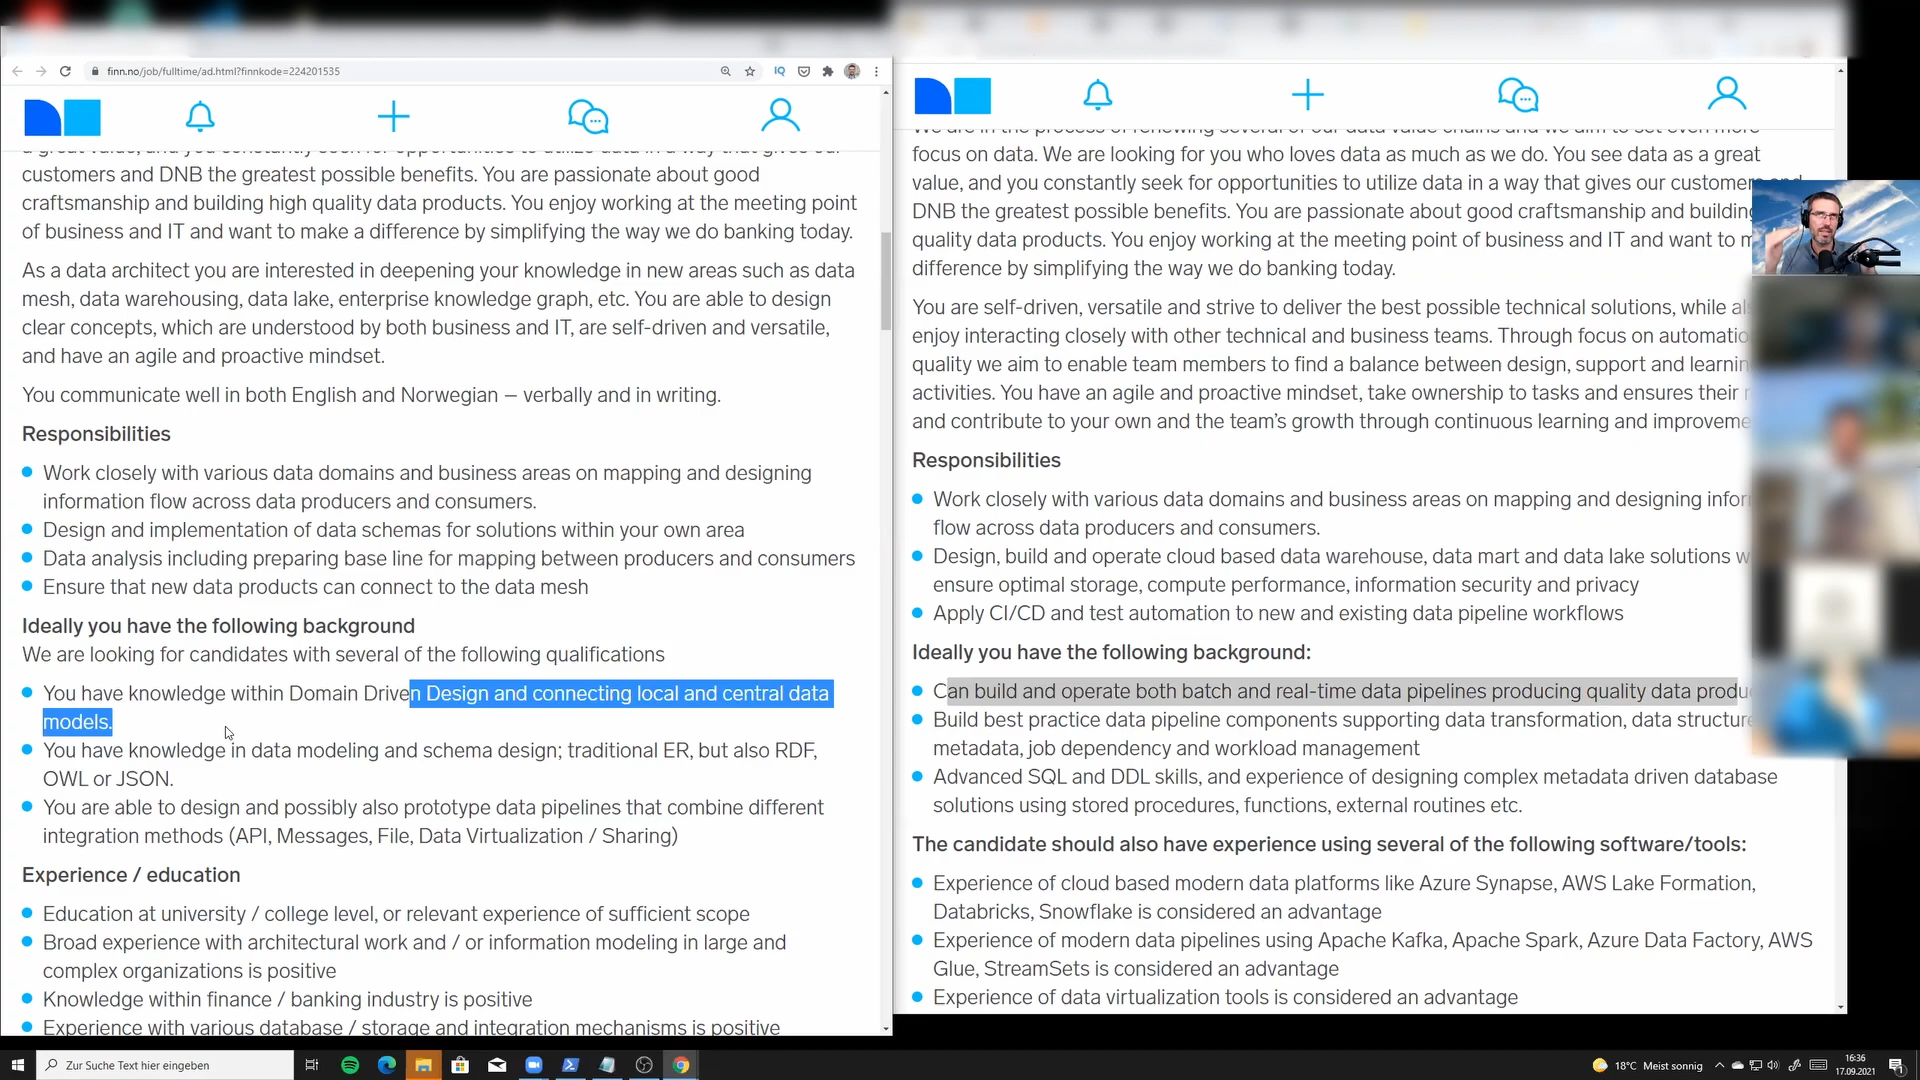 finn.no/job/fulltime/ad.html?finnkode=224201535
customers and DNB the greatest possible benefits. You are passionate about good
craftsmanship and building high quality data products. You enjoy working at the meeting point
of business and IT and want to make a difference by simplifying the way we do banking today.
As a data architect you are interested in deepening your knowledge in new areas such as data
mesh, data warehousing, data lake, enterprise knowledge graph, etc. You are able to design
clear concepts, which are understood by both business and IT, are self-driven and versatile,
and have an agile and proactive mindset.
You communicate well in both English and Norwegian – verbally and in writing.
Responsibilities
Work closely with various data domains and business areas on mapping and designing
information flow across data producers and consumers.
Design and implementation of data schemas for solutions within your own area
Data analysis including preparing base line for mapping between producers and consumers
Ensure that new data products can connect to the data mesh
Ideally you have the following background
We are looking for candidates with several of the following qualifications
You have knowledge within Domain Driven Design and connecting local and central data
models.
You have knowledge in data modeling and schema design; traditional ER, but also RDF,
OWL or JSON.
You are able to design and possibly also prototype data pipelines that combine different
integration methods (API, Messages, File, Data Virtualization / Sharing)
Experience / education
Education at university / college level, or relevant experience of sufficient scope
Broad experience with architectural work and / or information modeling in large and
complex organizations is positive
Knowledge within finance / banking industry is positive
Experience with various database / storage and integration mechanisms is positive
We are in the process of renewing several of our data value chains and we aim to set even more
focus on data. We are looking for you who loves data as much as we do. You see data as a great
value, and you constantly seek for opportunities to utilize data in a way that gives our customers and
DNB the greatest possible benefits. You are passionate about good craftsmanship and building
quality data products. You enjoy working at the meeting point of business and IT and want to m
difference by simplifying the way we do banking today.
You are self-driven, versatile and strive to deliver the best possible technical solutions, while al
enjoy interacting closely with other technical and business teams. Through focus on automatio
quality we aim to enable team members to find a balance between design, support and learnin
activities. You have an agile and proactive mindset, take ownership to tasks and ensures their r
and contribute to your own and the team's growth through continuous learning and improveme
Responsibilities
Work closely with various data domains and business areas on mapping and designing infor
flow across data producers and consumers.
Design, build and operate cloud based data warehouse, data mart and data lake solutions w
ensure optimal storage, compute performance, information security and privacy
Apply CI/CD and test automation to new and existing data pipeline workflows
Ideally you have the following background:
Can build and operate both batch and real-time data pipelines producing quality data produ
Build best practice data pipeline components supporting data transformation, data structure
metadata, job dependency and workload management
Advanced SQL and DDL skills, and experience of designing complex metadata driven database
solutions using stored procedures, functions, external routines etc.
The candidate should also have experience using several of the following software/tools:
Experience of cloud based modern data platforms like Azure Synapse, AWS Lake Formation,
Databricks, Snowflake is considered an advantage
Experience of modern data pipelines using Apache Kafka, Apache Spark, Azure Data Factory, AWS
Glue, StreamSets is considered an advantage
Experience of data virtualization tools is considered an advantage
Zur Suche Text hier eingeben
18°C Meist sonnig
16:36
17.09.2021